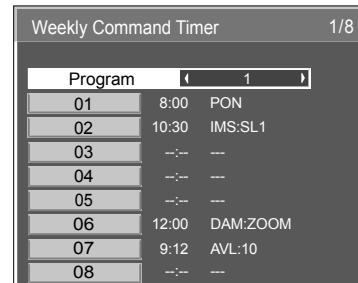 Weekly Command Timer 1/8
Program 1
01 8:00 PON
02 10:30 IMS:SL1
03 --:-- ---
04 --:-- ---
05 --:-- ---
06 12:00 DAM:ZOOM
07 9:12 AVL:10
08 --:-- ---